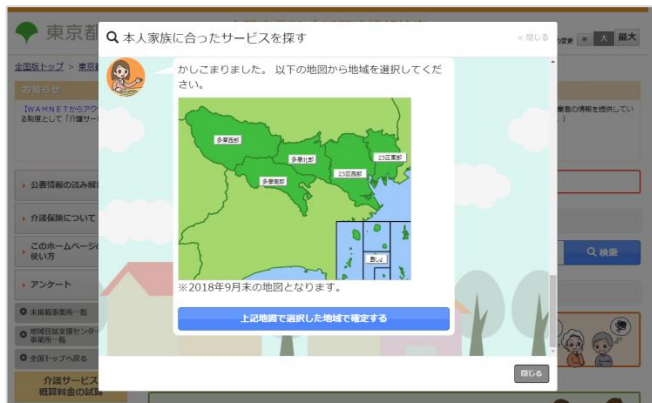 東京都
本人家族に合ったサービスを探す
× 閉じる
大
最大
全国版トップ > 東京
お知らせ
かしこまりました。 以下の地図から地域を選択してくだ
さい。
多摩西部
多摩北部
23区東部
23区西部
多摩南部
島しょ
※2018年9月末の地図となります。
上記地図で選択した地域で確定する
閉じる
公表情報の読み解
介護保険について
このホームページの
使い方
アンケート
未掲載事業所一覧
地域包括支援センター
事業所一覧
全国トップへ戻る
介護サービス
概算料金の試算
検索